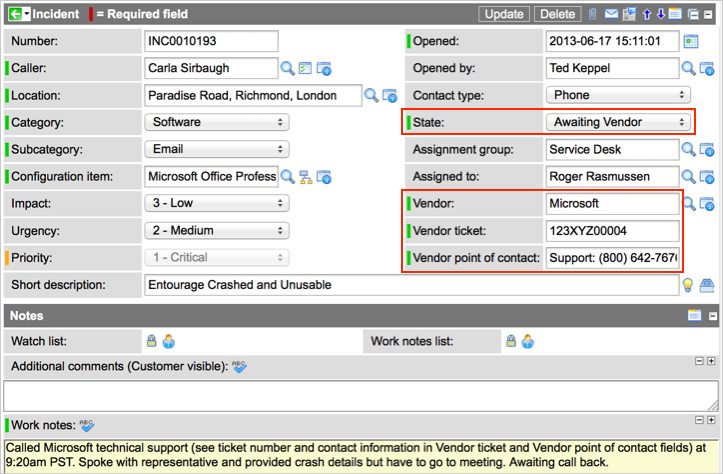 Incident = Required field Update Delete
Number: INC0010193 Opened: 2013-06-17 15:11:01
Caller: Carla Sirbaugh Opened by: Ted Keppel
Location: Paradise Road, Richmond, London Contact type: Phone
Category: Software State: Awaiting Vendor
Subcategory: Email Assignment group: Service Desk
Configuration item: Microsoft Office Profess Assigned to: Roger Rasmussen
Impact: 3 - Low Vendor: Microsoft
Urgency: 2 - Medium Vendor ticket: 123XYZ00004
Priority: 1 - Critical Vendor point of contact: Support: (800) 642-767
Short description: Entourage Crashed and Unusable
Notes
Watch list: Work notes list:
Additional comments (Customer visible): ABC
Work notes: ABC
Called Microsoft technical support (see ticket number and contact information in Vendor ticket and Vendor point of contact fields) at
9:20am PST. Spoke with representative and provided crash details but have to go to meeting. Awaiting call back.